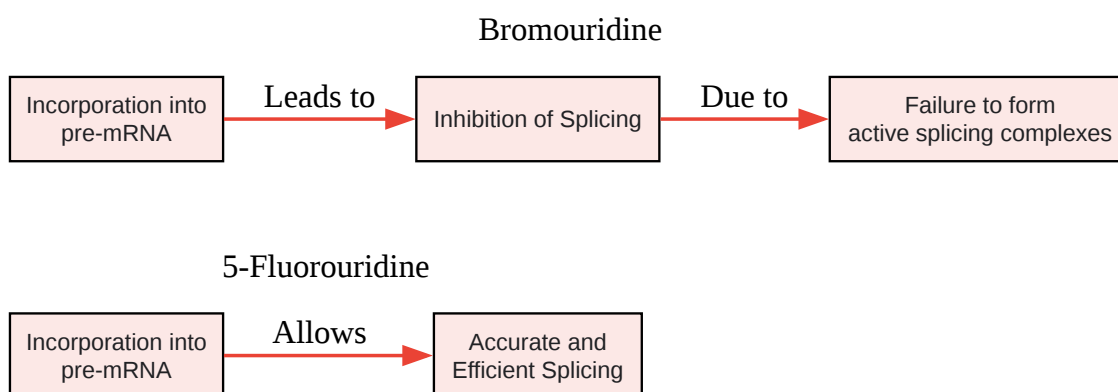 Bromouridine
Incorporation into
pre-mRNA
Leads to
Inhibition of Splicing
Due to
Failure to form
active splicing complexes
5-Fluorouridine
Incorporation into
pre-mRNA
Allows
Accurate and
Efficient Splicing